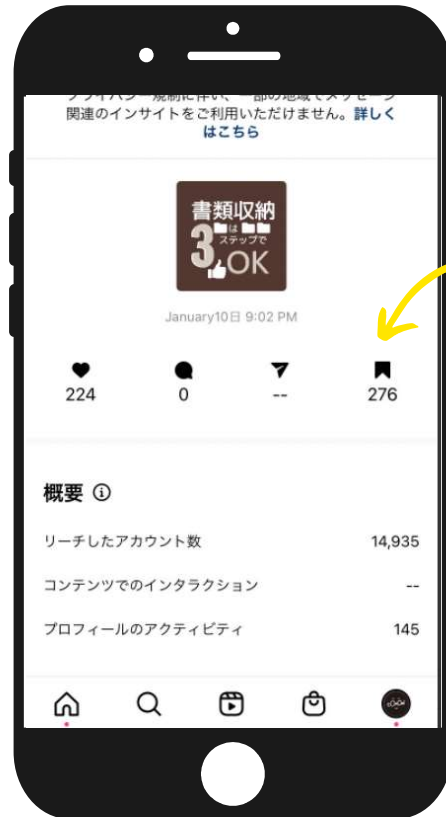 関連のインサイトをご利用いただけません。詳しく
はこちら
書類収納
は
3 ステップで
OK
January10日 9:02 PM
224 0 -- 276
概要
リーチしたアカウント数 14,935
コンテンツでのインタラクション --
プロフィールのアクティビティ 145